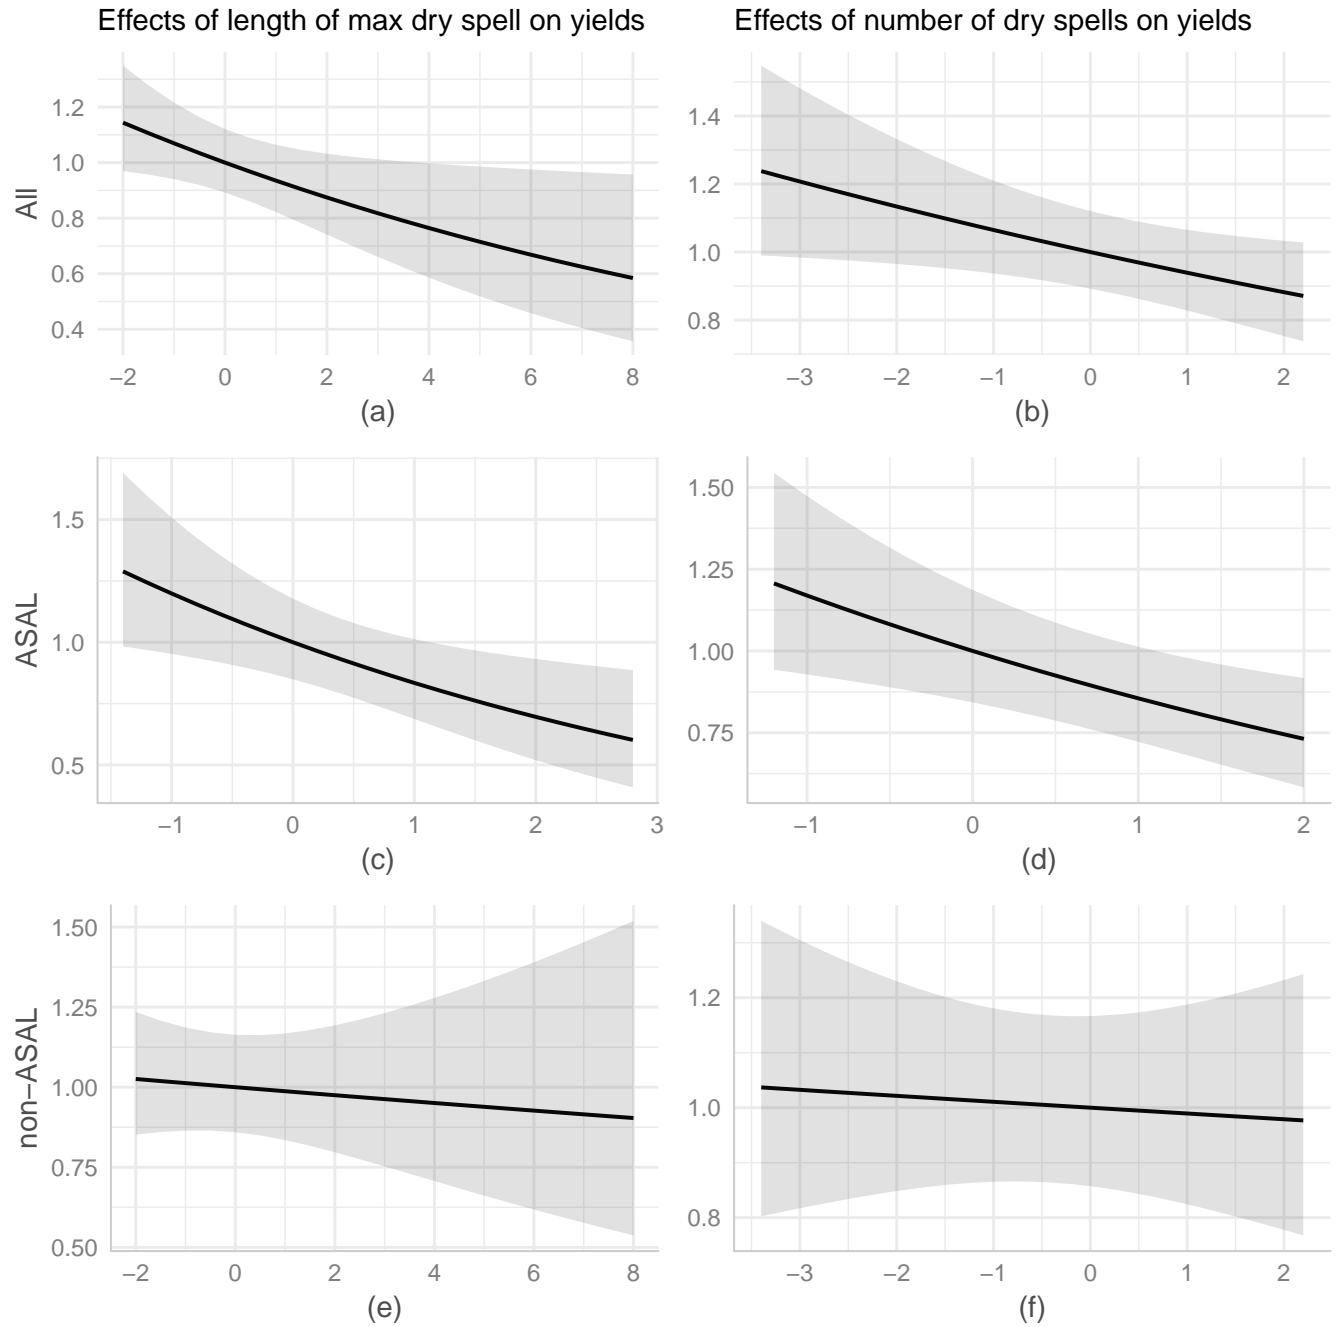 Effects of length of max dry spell on yields
Effects of number of dry spells on yields
All
1.2
1.0
0.8
0.6
0.4
−2 0 2 4 6 8
(a)
1.4
1.2
1.0
0.8
−3 −2 −1 0 1 2
(b)
ASAL
1.5
1.0
0.5
−1 0 1 2 3
(c)
1.50
1.25
1.00
0.75
−1 0 1 2
(d)
non−ASAL
1.50
1.25
1.00
0.75
0.50
−2 0 2 4 6 8
(e)
1.2
1.0
0.8
−3 −2 −1 0 1 2
(f)